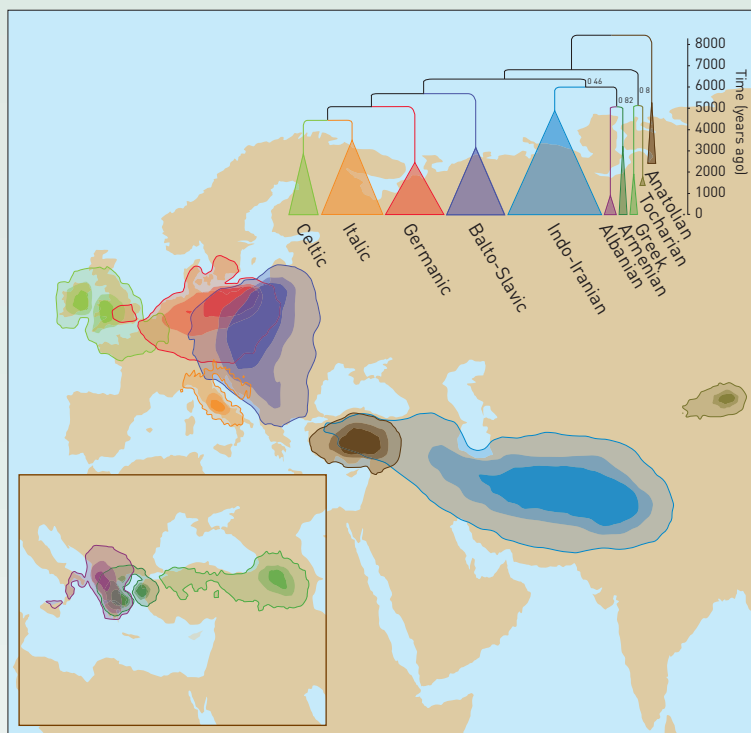 8000
7000
6000
5000
4000
3000
2000
1000
0
Time (years ago)
0 46
0 82
0 8
Celtic
Italic
Germanic
Balto-Slavic
Indo-Iranian
Albanian
Armenian
Greek.
Tocharian
Anatolian